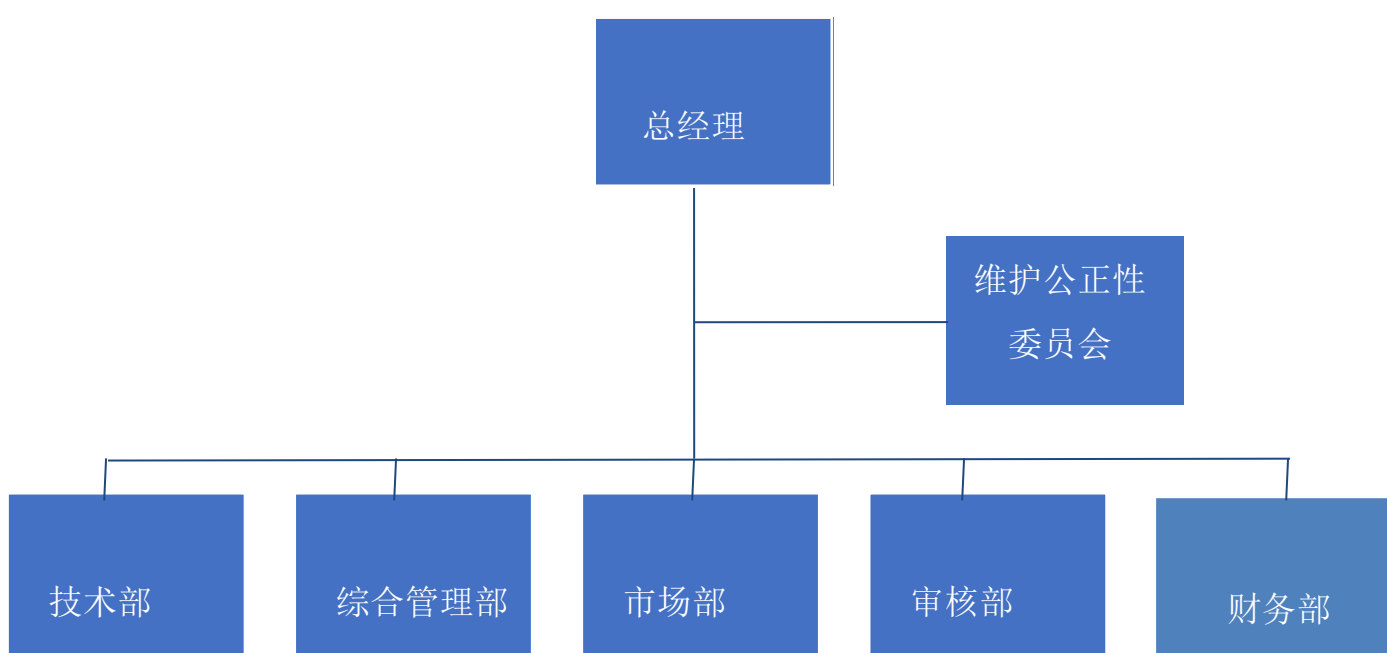 总经理
维护公正性
委员会
技术部
综合管理部
市场部
审核部
财务部